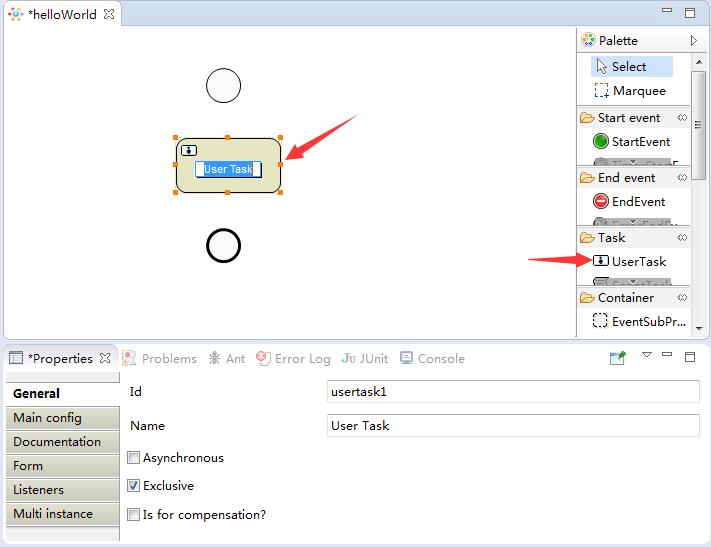 *helloWorld
Palette
Select
Marquee
Start event
StartEvent
End event
EndEvent
Task
UserTask
Container
EventSubPr...
User Task
*Properties
Problems
Ant
Error Log
JUnit
Console
General
Main config
Documentation
Form
Listeners
Multi instance
Id
usertask1
Name
User Task
Asynchronous
Exclusive
Is for compensation?